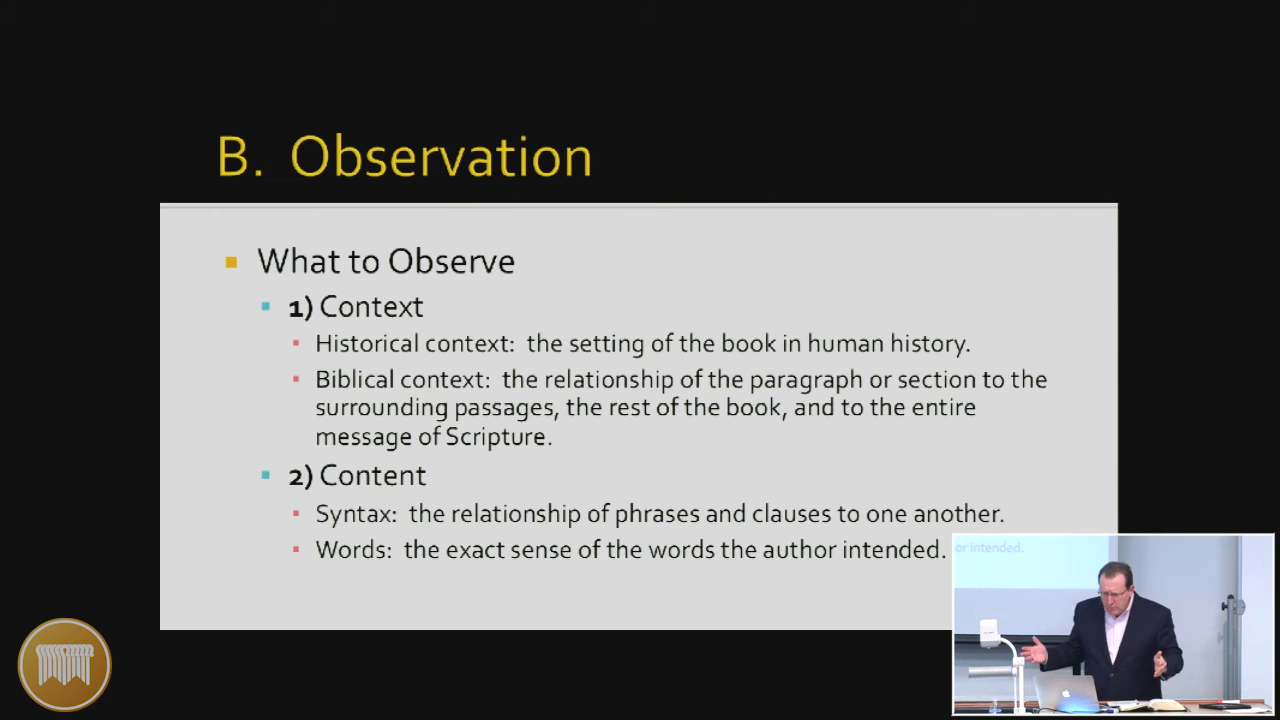 B. Observation
What to Observe
1) Context
Historical context: the setting of the book in human history.
Biblical context: the relationship of the paragraph or section to the
surrounding passages, the rest of the book, and to the entire
message of Scripture.
2) Content
Syntax: the relationship of phrases and clauses to one another.
Words: the exact sense of the words the author intended.
or intended.